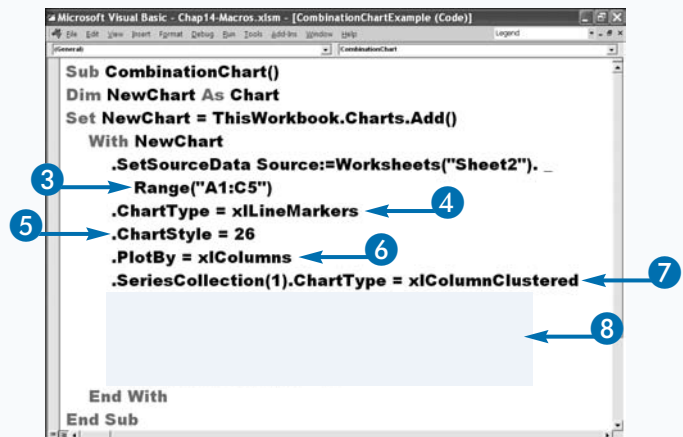 Microsoft Visual Basic - Chap14-Macros.xlsm - [CombinationChartExample (Code)]
File Edit View Insert Format Debug Run Tools Add-Ins Window Help Legend
(General) CombinationChart
Sub CombinationChart()
Dim NewChart As Chart
Set NewChart = ThisWorkbook.Charts.Add()
With NewChart
.SetSourceData Source:=Worksheets("Sheet2"). _
3 Range("A1:C5")
.ChartType = xlLineMarkers 4
5 .ChartStyle = 26
.PlotBy = xlColumns 6
.SeriesCollection(1).ChartType = xlColumnClustered 7
8
End With
End Sub